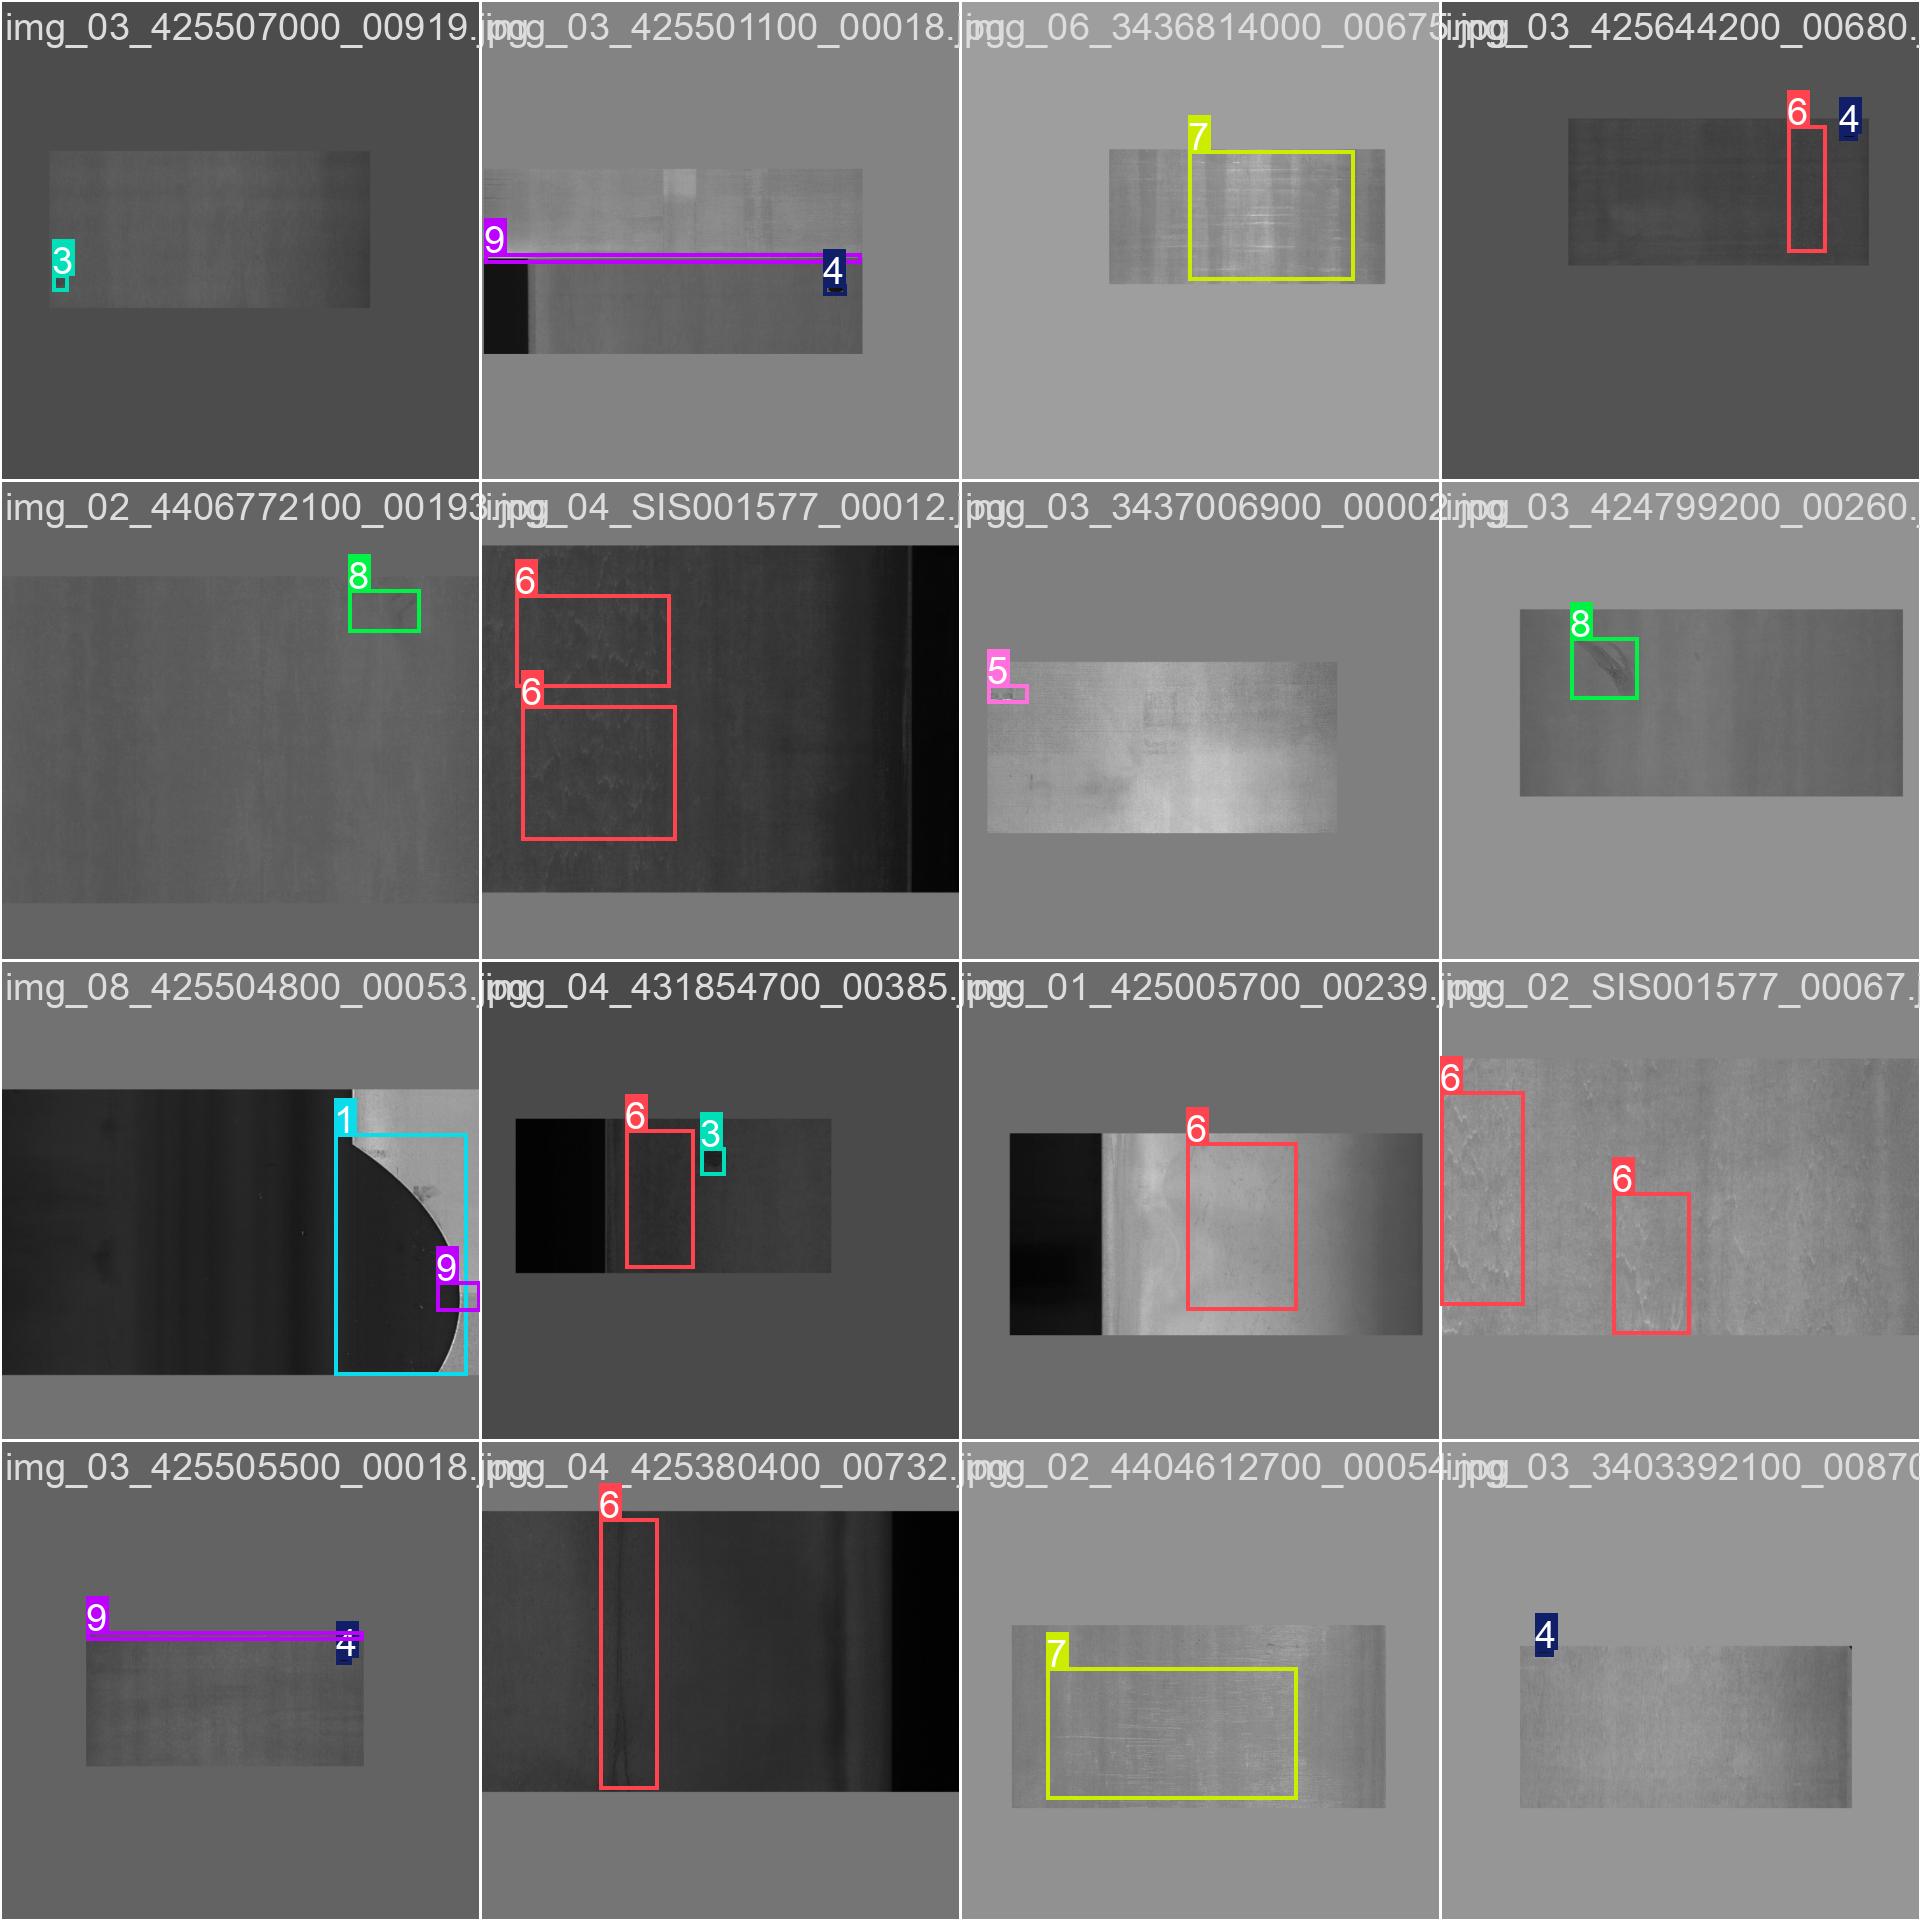 img_03_425507000_00919.jpg
img_03_425501100_00018.jpg
img_06_3436814000_00675.jpg
img_03_425644200_00680.
3
9
4
7
6
4
img_02_4406772100_00193.jpg
img_04_SIS001577_00012.jpg
img_03_3437006900_00002.jpg
img_03_424799200_00260.
8
6
6
5
8
img_08_425504800_00053.jpg
img_04_431854700_00385.jpg
img_01_425005700_00239.jpg
img_02_SIS001577_00067.j
1
9
6
3
6
6
6
img_03_425505500_00018.jpg
img_04_425380400_00732.jpg
img_02_4404612700_00054.jpg
img_03_3403392100_00870
9
4
6
7
4